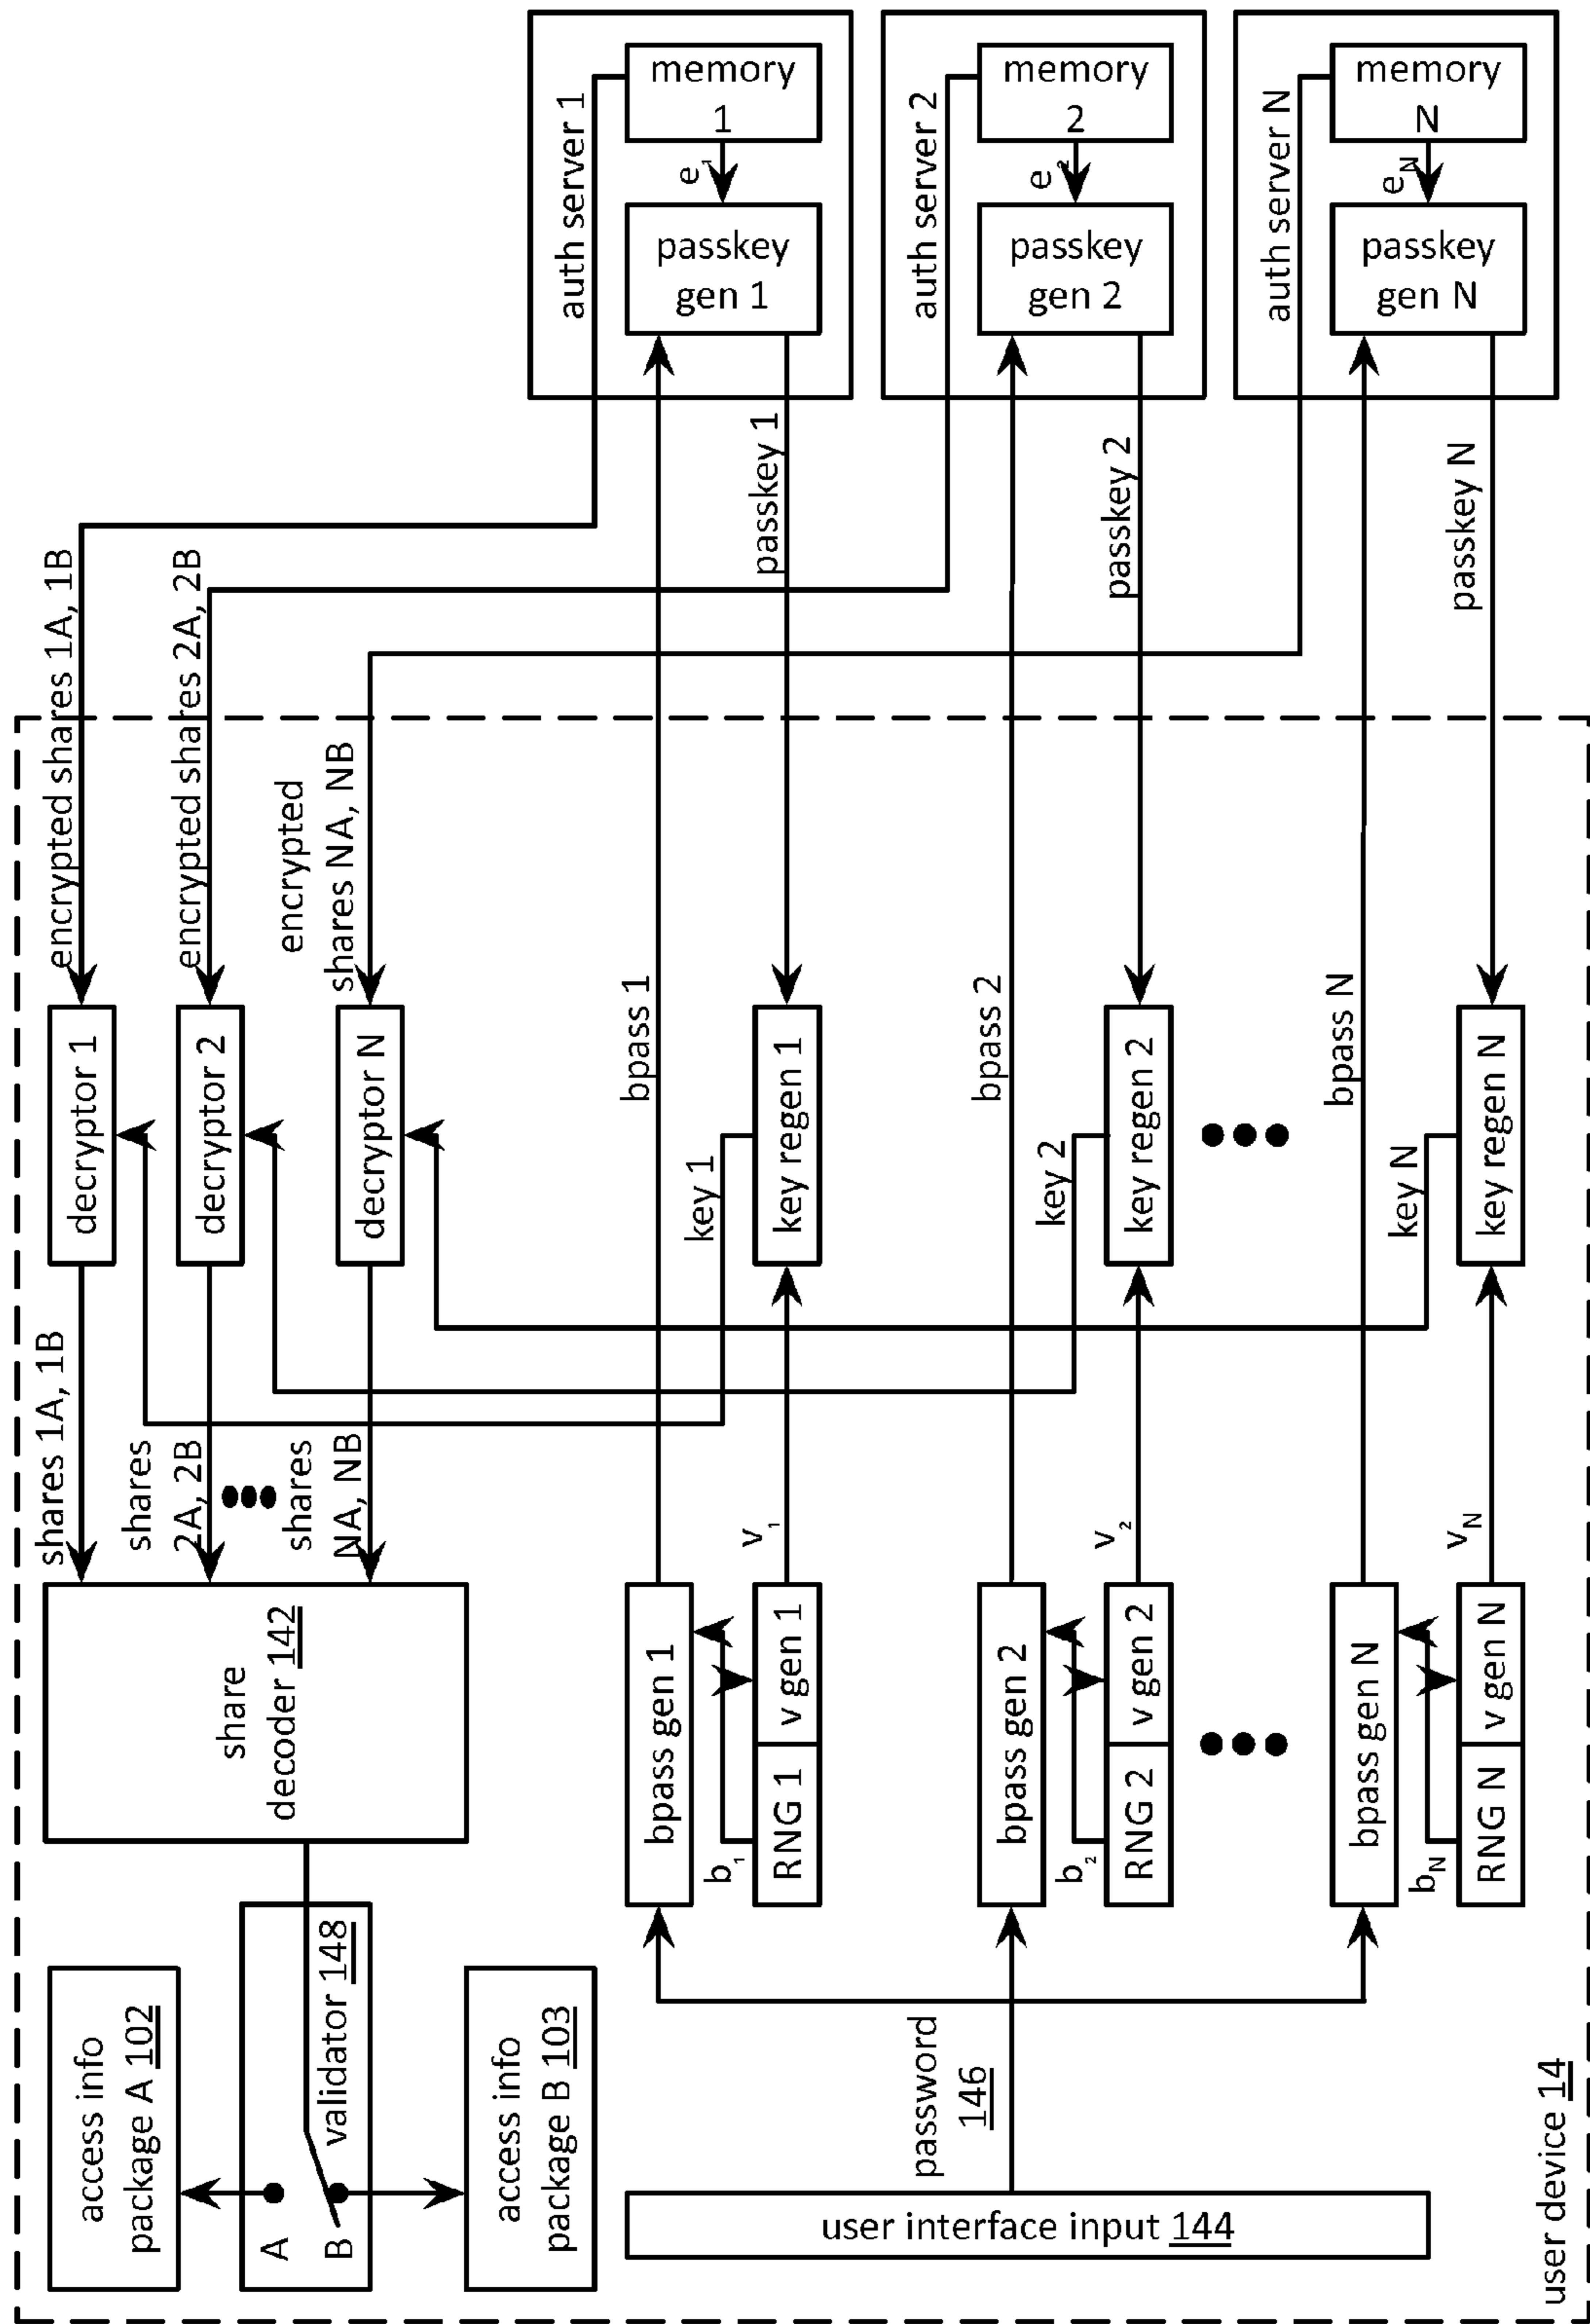 access info
package A 102
A
B
validator 148
access info
package B 103
share
decoder 142
shares 1A, 1B
shares
2A, 2B
shares
NA, NB
decryptor 1
decryptor 2
decryptor N
encrypted shares 1A, 1B
encrypted shares 2A, 2B
encrypted
shares NA, NB
user interface input 144
password
146
bpass gen 1
b₁
RNG 1
v gen 1
v₁
bpass 1
key 1
key regen 1
passkey 1
auth server 1
passkey
gen 1
e₁
memory
1
bpass gen 2
b₂
RNG 2
v gen 2
v₂
bpass 2
key 2
key regen 2
passkey 2
auth server 2
passkey
gen 2
e₂
memory
2
bpass gen N
bN
RNG N
v gen N
vN
bpass N
key N
key regen N
passkey N
auth server N
passkey
gen N
eN
memory
N
user device 14